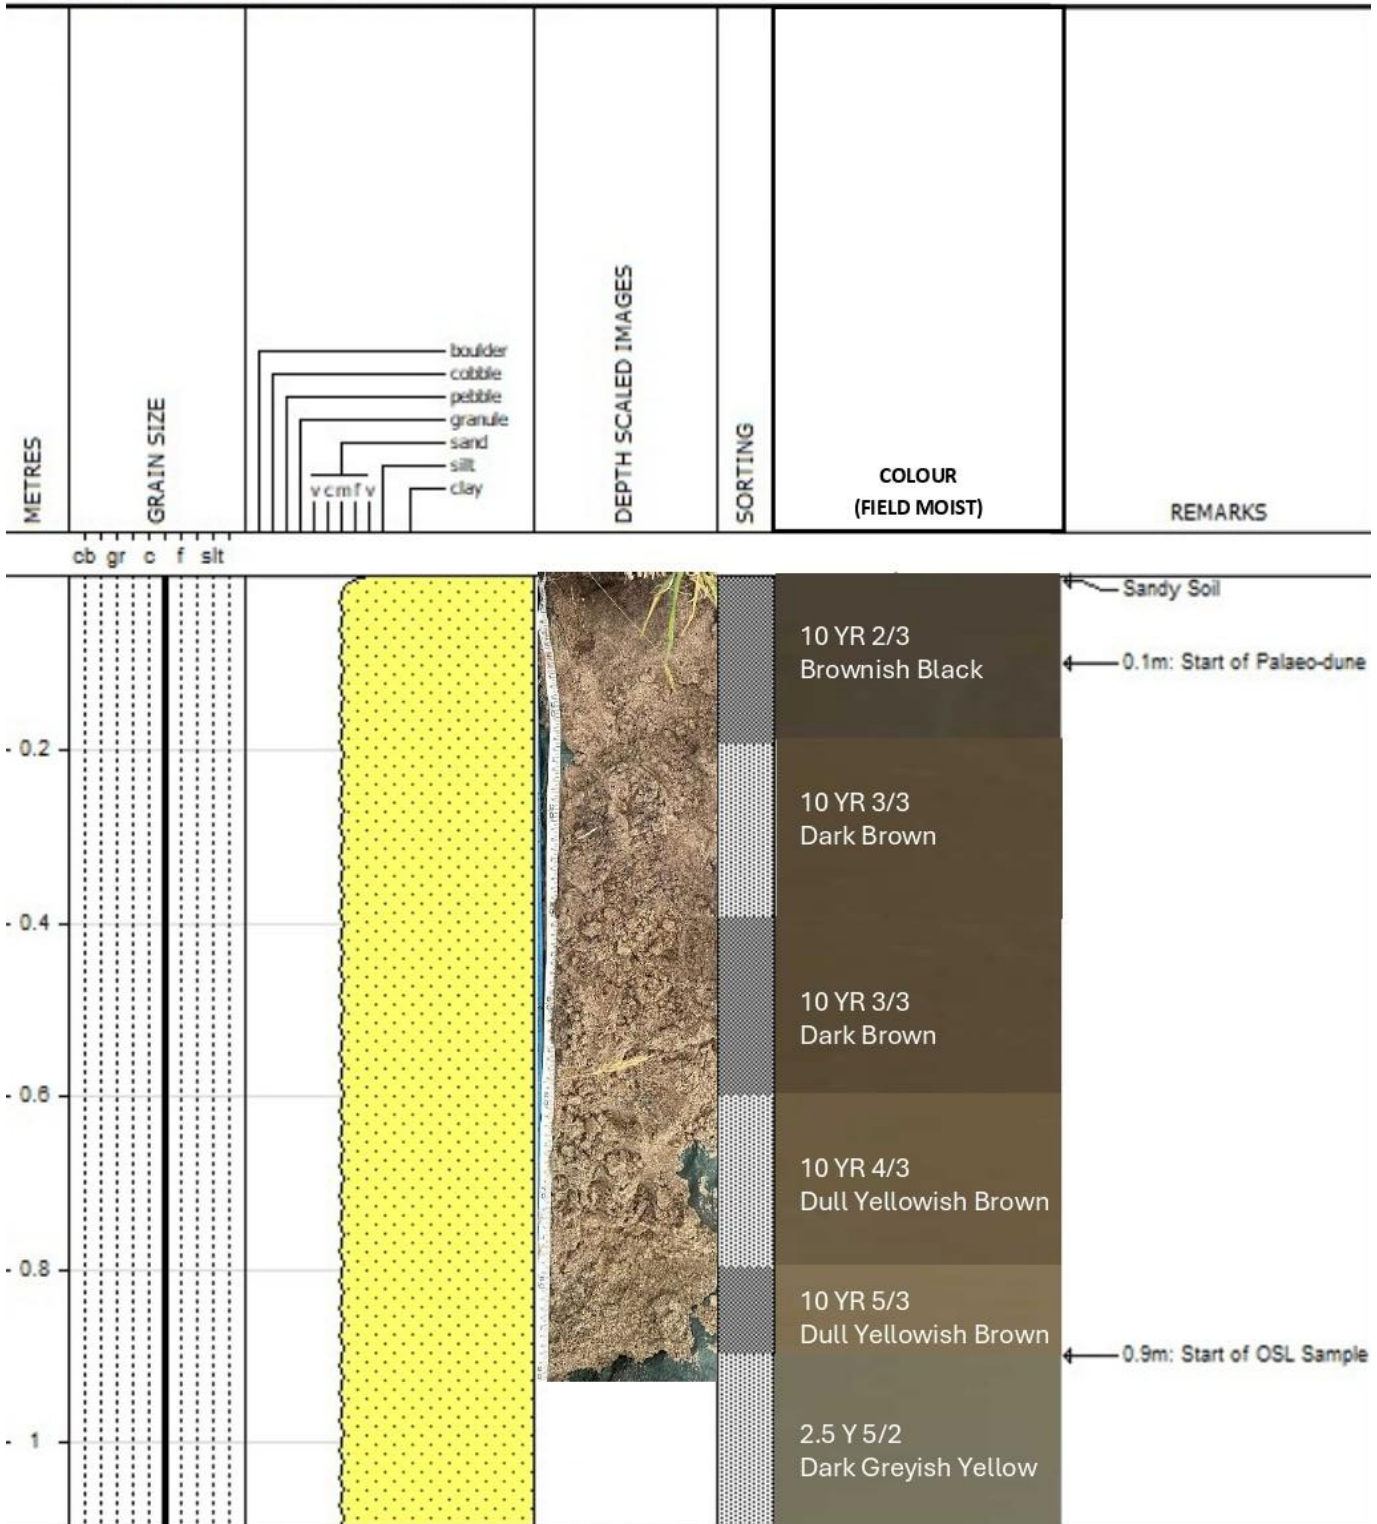 METRES
GRAIN SIZE
boulder
cobble
pebble
granule
sand
silt
clay
v c m f v
DEPTH SCALED IMAGES
SORTING
COLOUR
(FIELD MOIST)
REMARKS
cb gr c f slt
Sandy Soil
10 YR 2/3
Brownish Black
0.1m: Start of Palaeo-dune
0.2
10 YR 3/3
Dark Brown
0.4
10 YR 3/3
Dark Brown
0.6
10 YR 4/3
Dull Yellowish Brown
0.8
10 YR 5/3
Dull Yellowish Brown
0.9m: Start of OSL Sample
1
2.5 Y 5/2
Dark Greyish Yellow